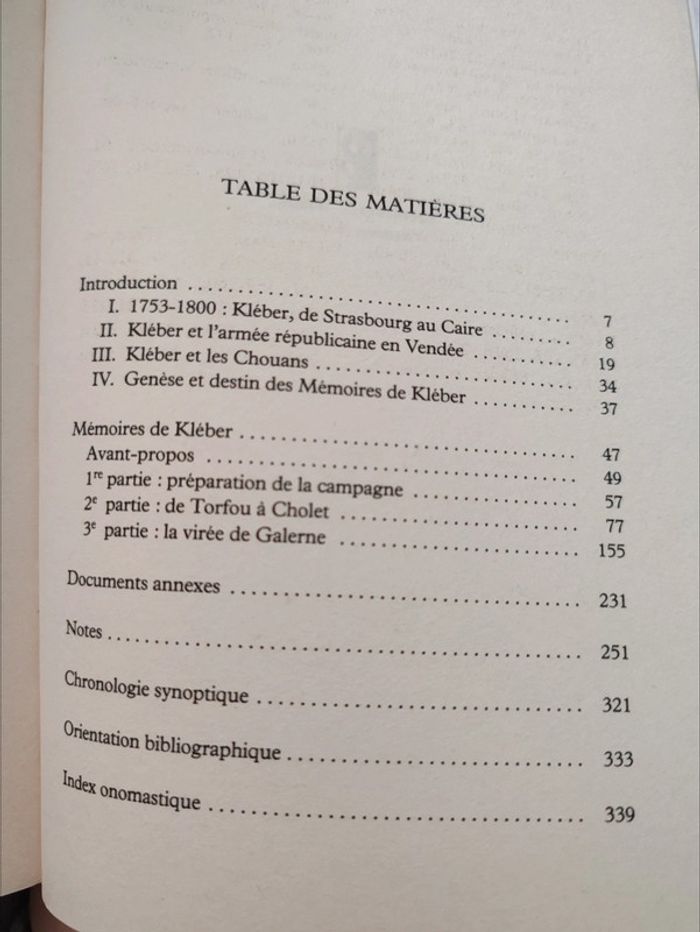 TABLE DES MATIÈRES
Introduction .......... 7
I. 1753-1800 : Kléber, de Strasbourg au Caire .......... 8
II. Kléber et l'armée républicaine en Vendée .......... 19
III. Kléber et les Chouans .......... 34
IV. Genèse et destin des Mémoires de Kléber .......... 37
Mémoires de Kléber .......... 47
Avant-propos .......... 49
1re partie : préparation de la campagne .......... 57
2e partie : de Torfou à Cholet .......... 77
3e partie : la virée de Galerne .......... 155
Documents annexes .......... 231
Notes .......... 251
Chronologie synoptique .......... 321
Orientation bibliographique .......... 333
Index onomastique .......... 339